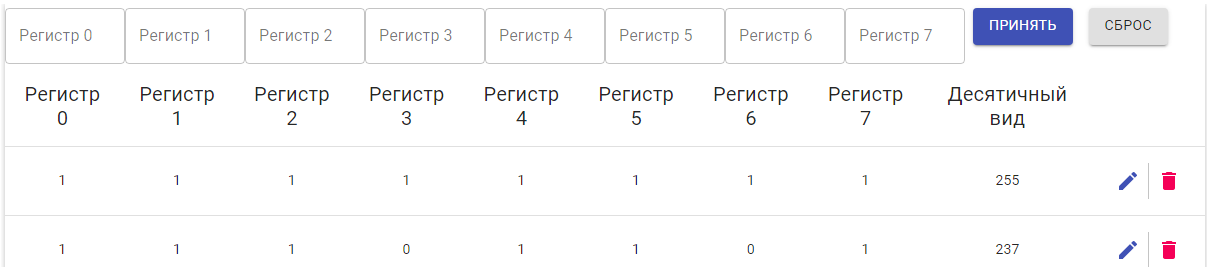 Регистр 0 Регистр 1 Регистр 2 Регистр 3 Регистр 4 Регистр 5 Регистр 6 Регистр 7 ПРИНЯТЬ СБРОС
Регистр Регистр Регистр Регистр Регистр Регистр Регистр Регистр Десятичный
0 1 2 3 4 5 6 7 вид
1 1 1 1 1 1 1 1 255
1 1 1 0 1 1 0 1 237